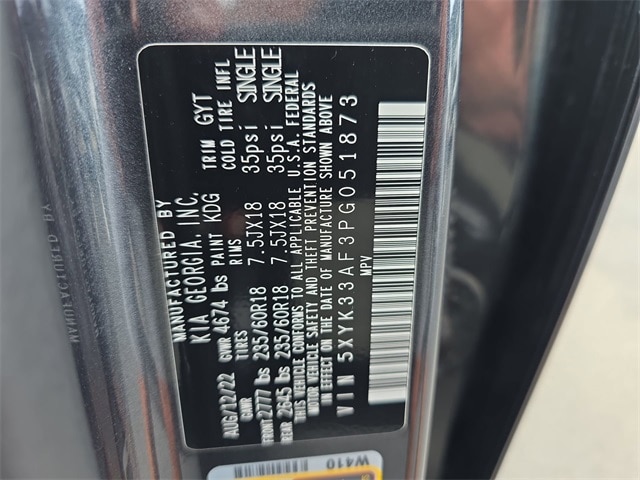 MANUFACTURED BY
KIA GEORGIA, INC.
AUG/12/22 GVWR 4674 lbs PAINT KDG TRIM GYT
GAWR TIRES RIMS COLD TIRE INFL
FRONT 2777 lbs 235/60R18 7.5JX18 35psi SINGLE
REAR 2645 lbs 235/60R18 7.5JX18 35psi SINGLE
THIS VEHICLE CONFORMS TO ALL APPLICABLE U.S.A. FEDERAL
MOTOR VEHICLE SAFETY AND THEFT PREVENTION STANDARDS
IN EFFECT ON THE DATE OF MANUFACTURE SHOWN ABOVE
VIN 5XYK33AF3PG051873
MPV
W410
MANUFACTURED BY